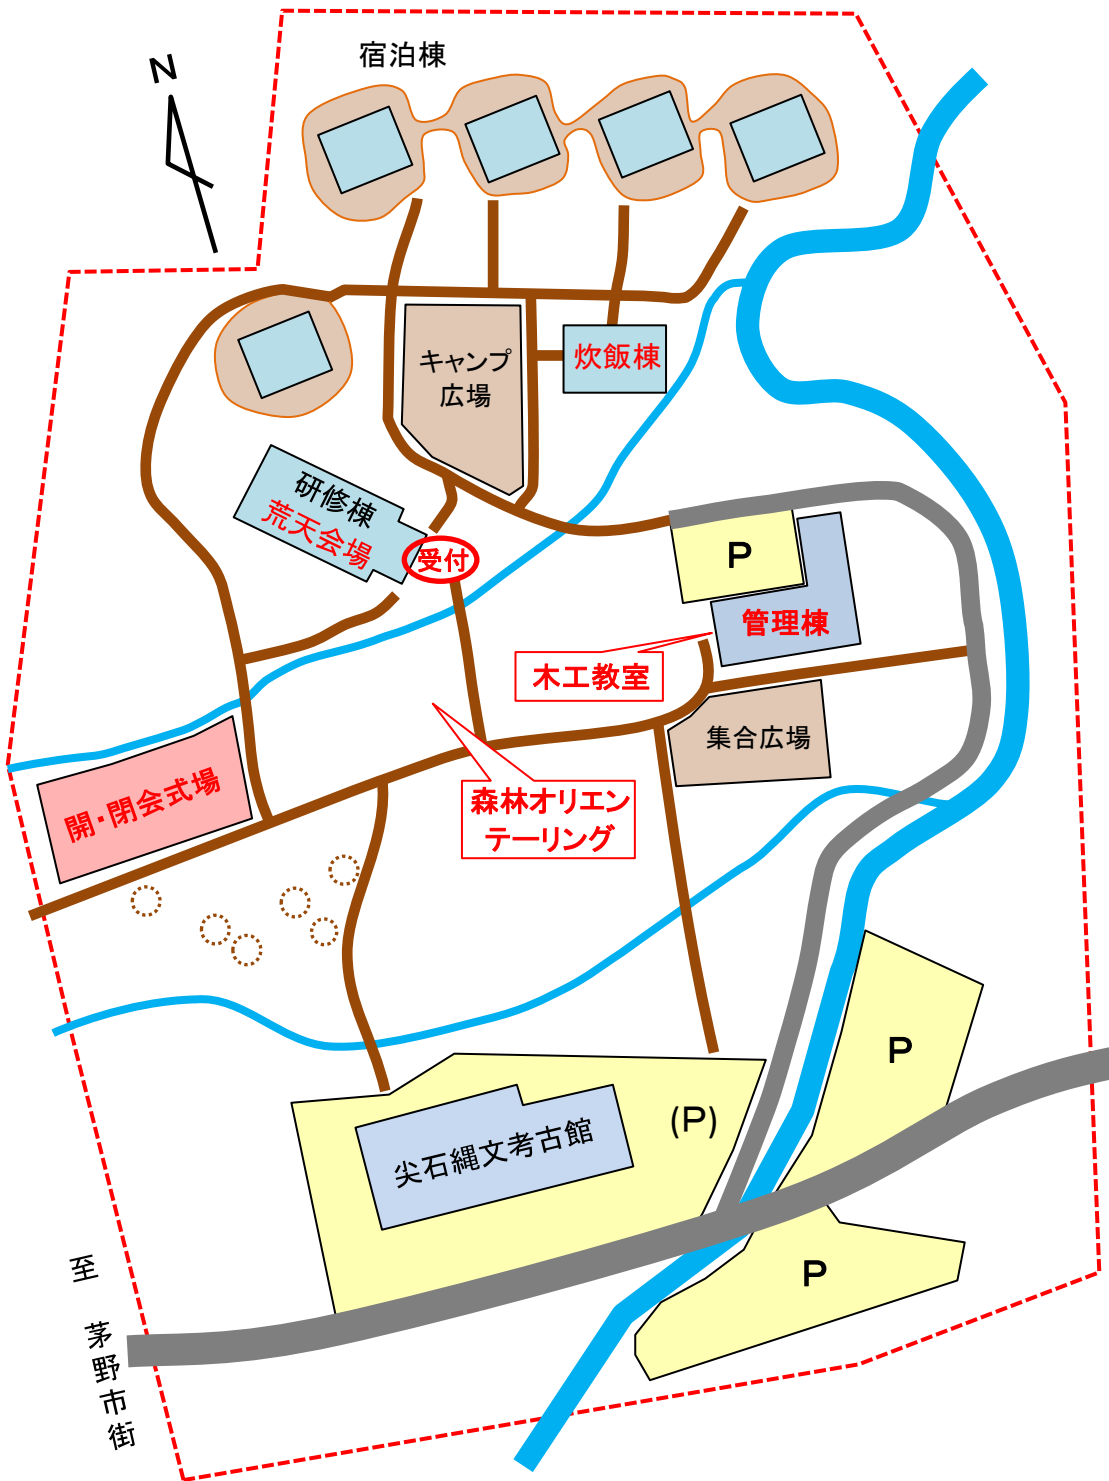 N
宿泊棟
キャンプ
広場
炊飯棟
研修棟
荒天会場
受付
P
管理棟
木工教室
集合広場
開・閉会式場
森林オリエン
テーリング
P
(P)
尖石縄文考古館
P
至 茅野市街